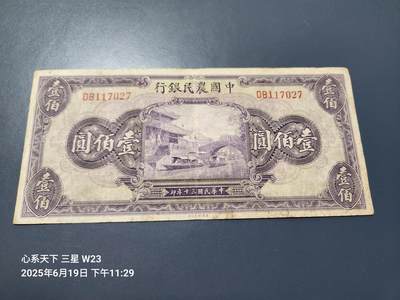 壹佰 行銀民農國中 壹佰
DB117027 DB117027
圓佰壹 圓佰壹
壹佰 印年十三國民華中 壹佰
心系天下 三星 W23
2025年6月19日 下午11:29